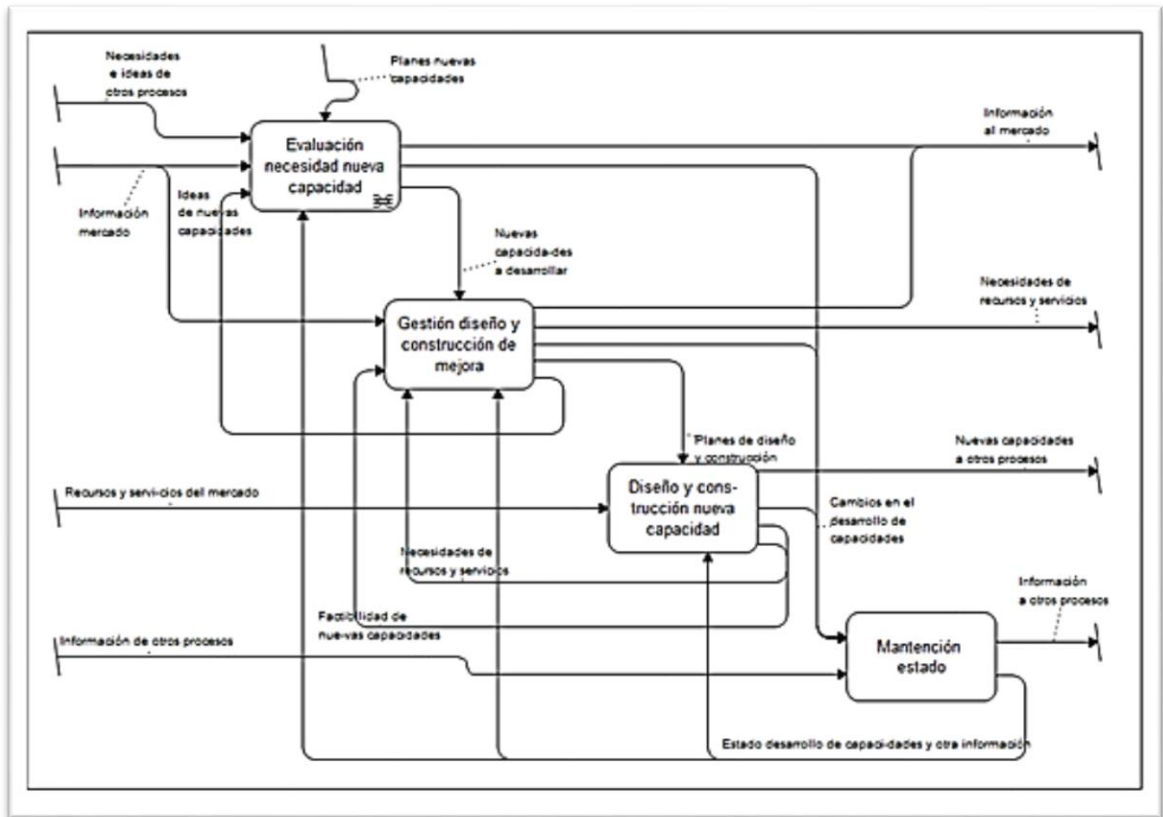 Necesidades
e ideas de
otros procesos
Planes nuevas
capacidades
Información
al mercado
Evaluación
necesidad nueva
capacidad
Información
mercado
Ideas
de nuevas
capacidades
Nuevas
capacida-des
a desarrollar
Necesidades de
recursos y servicios
Gestión diseño y
construcción de
mejora
Planes de diseño
y construcción
Nuevas capacidades
a otros procesos
Recursos y servi-cios del mercado
Diseño y cons-
trucción nueva
capacidad
Cambios en el
desarrollo de
capacidades
Necesidades de
recursos y servicios
Factibilidad de
nue-vas capacidades
Información
a otros procesos
Información de otros procesos
Mantención
estado
Estado desarrollo de capaci-dades y otra información